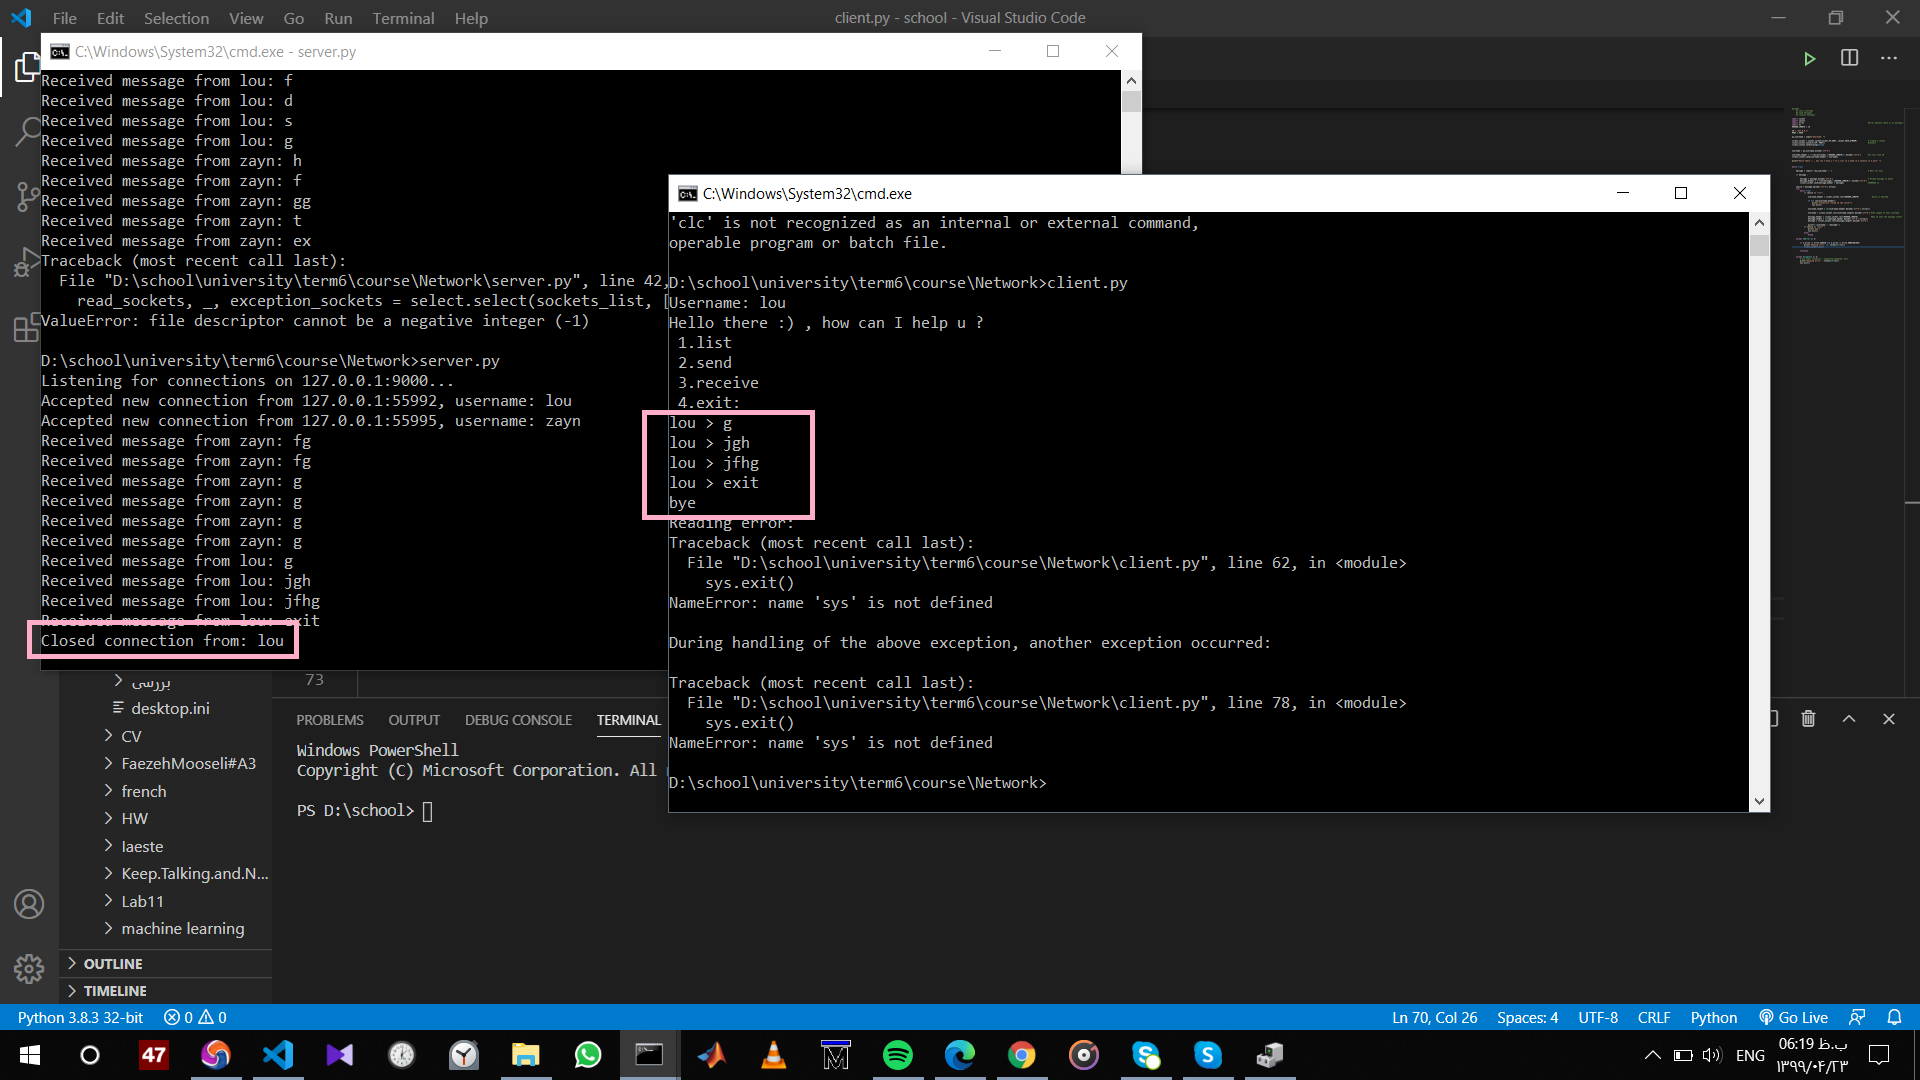 File Edit Selection View Go Run Terminal Help
client.py - school - Visual Studio Code
C:\Windows\System32\cmd.exe - server.py
Received message from lou: f
Received message from lou: d
Received message from lou: s
Received message from lou: g
Received message from zayn: h
Received message from zayn: f
Received message from zayn: gg
Received message from zayn: t
Received message from zayn: ex
Traceback (most recent call last):
File "D:\school\university\term6\course\Network\server.py", line 42,
read_sockets, _, exception_sockets = select.select(sockets_list, [
ValueError: file descriptor cannot be a negative integer (-1)
D:\school\university\term6\course\Network>server.py
Listening for connections on 127.0.0.1:9000...
Accepted new connection from 127.0.0.1:55992, username: lou
Accepted new connection from 127.0.0.1:55995, username: zayn
Received message from zayn: fg
Received message from zayn: fg
Received message from zayn: g
Received message from zayn: g
Received message from zayn: g
Received message from zayn: g
Received message from lou: g
Received message from lou: jgh
Received message from lou: jfhg
Received message from lou: exit
Closed connection from: lou
C:\Windows\System32\cmd.exe
'clc' is not recognized as an internal or external command,
operable program or batch file.
D:\school\university\term6\course\Network>client.py
Username: lou
Hello there :) , how can I help u ?
1.list
2.send
3.receive
4.exit:
lou > g
lou > jgh
lou > jfhg
lou > exit
bye
Reading error:
Traceback (most recent call last):
File "D:\school\university\term6\course\Network\client.py", line 62, in <module>
sys.exit()
NameError: name 'sys' is not defined
During handling of the above exception, another exception occurred:
Traceback (most recent call last):
File "D:\school\university\term6\course\Network\client.py", line 78, in <module>
sys.exit()
NameError: name 'sys' is not defined
D:\school\university\term6\course\Network>
بررسی
desktop.ini
CV
FaezehMooseli#A3
french
HW
Iaeste
Keep.Talking.and.N...
Lab11
machine learning
OUTLINE
TIMELINE
73
PROBLEMS OUTPUT DEBUG CONSOLE TERMINAL
Windows PowerShell
Copyright (C) Microsoft Corporation. All
PS D:\school>
Python 3.8.3 32-bit 0 0
Ln 70, Col 26 Spaces: 4 UTF-8 CRLF Python Go Live
47
ENG
06:19 ب.ظ
۱۳۹۹/۰۴/۲۳